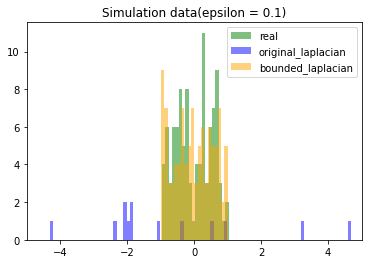 Simulation data(epsilon = 0.1)
real
original_laplacian
bounded_laplacian
10
8
6
4
2
0
−4 −2 0 2 4